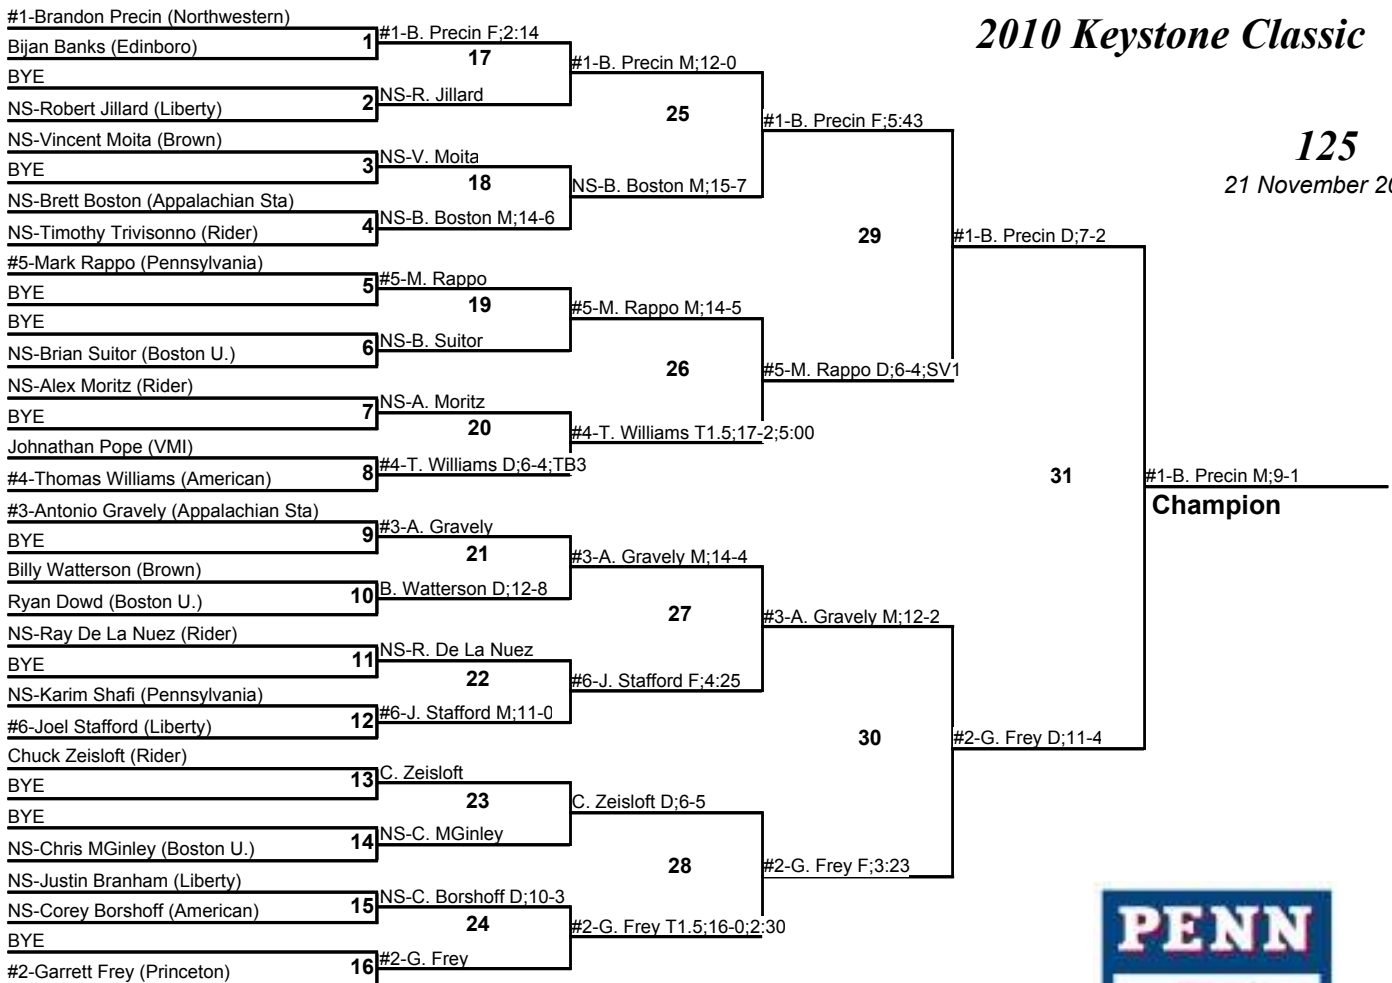 2010 Keystone Classic
125
21 November 20
#1-Brandon Precin (Northwestern)
Bijan Banks (Edinboro)
BYE
NS-Robert Jillard (Liberty)
NS-Vincent Moita (Brown)
BYE
NS-Brett Boston (Appalachian Sta)
NS-Timothy Trivisonno (Rider)
#5-Mark Rappo (Pennsylvania)
BYE
BYE
NS-Brian Suitor (Boston U.)
NS-Alex Moritz (Rider)
BYE
Johnathan Pope (VMI)
#4-Thomas Williams (American)
#3-Antonio Gravely (Appalachian Sta)
BYE
Billy Watterson (Brown)
Ryan Dowd (Boston U.)
NS-Ray De La Nuez (Rider)
BYE
NS-Karim Shafi (Pennsylvania)
#6-Joel Stafford (Liberty)
Chuck Zeisloft (Rider)
BYE
BYE
NS-Chris MGinley (Boston U.)
NS-Justin Branham (Liberty)
NS-Corey Borshoff (American)
BYE
#2-Garrett Frey (Princeton)
1
2
3
4
5
6
7
8
9
10
11
12
13
14
15
16
#1-B. Precin F;2:14
17
NS-R. Jillard
NS-V. Moita
18
NS-B. Boston M;14-6
#5-M. Rappo
19
NS-B. Suitor
NS-A. Moritz
20
#4-T. Williams D;6-4;TB3
#3-A. Gravely
21
B. Watterson D;12-8
NS-R. De La Nuez
22
#6-J. Stafford M;11-0
C. Zeisloft
23
NS-C. MGinley
NS-C. Borshoff D;10-3
24
#2-G. Frey
#1-B. Precin M;12-0
25
NS-B. Boston M;15-7
#5-M. Rappo M;14-5
26
#4-T. Williams T1.5;17-2;5:00
#3-A. Gravely M;14-4
27
#6-J. Stafford F;4:25
C. Zeisloft D;6-5
28
#2-G. Frey T1.5;16-0;2:30
#1-B. Precin F;5:43
29
#5-M. Rappo D;6-4;SV1
#3-A. Gravely M;12-2
30
#2-G. Frey F;3:23
#1-B. Precin D;7-2
31
#2-G. Frey D;11-4
#1-B. Precin M;9-1
Champion
PENN